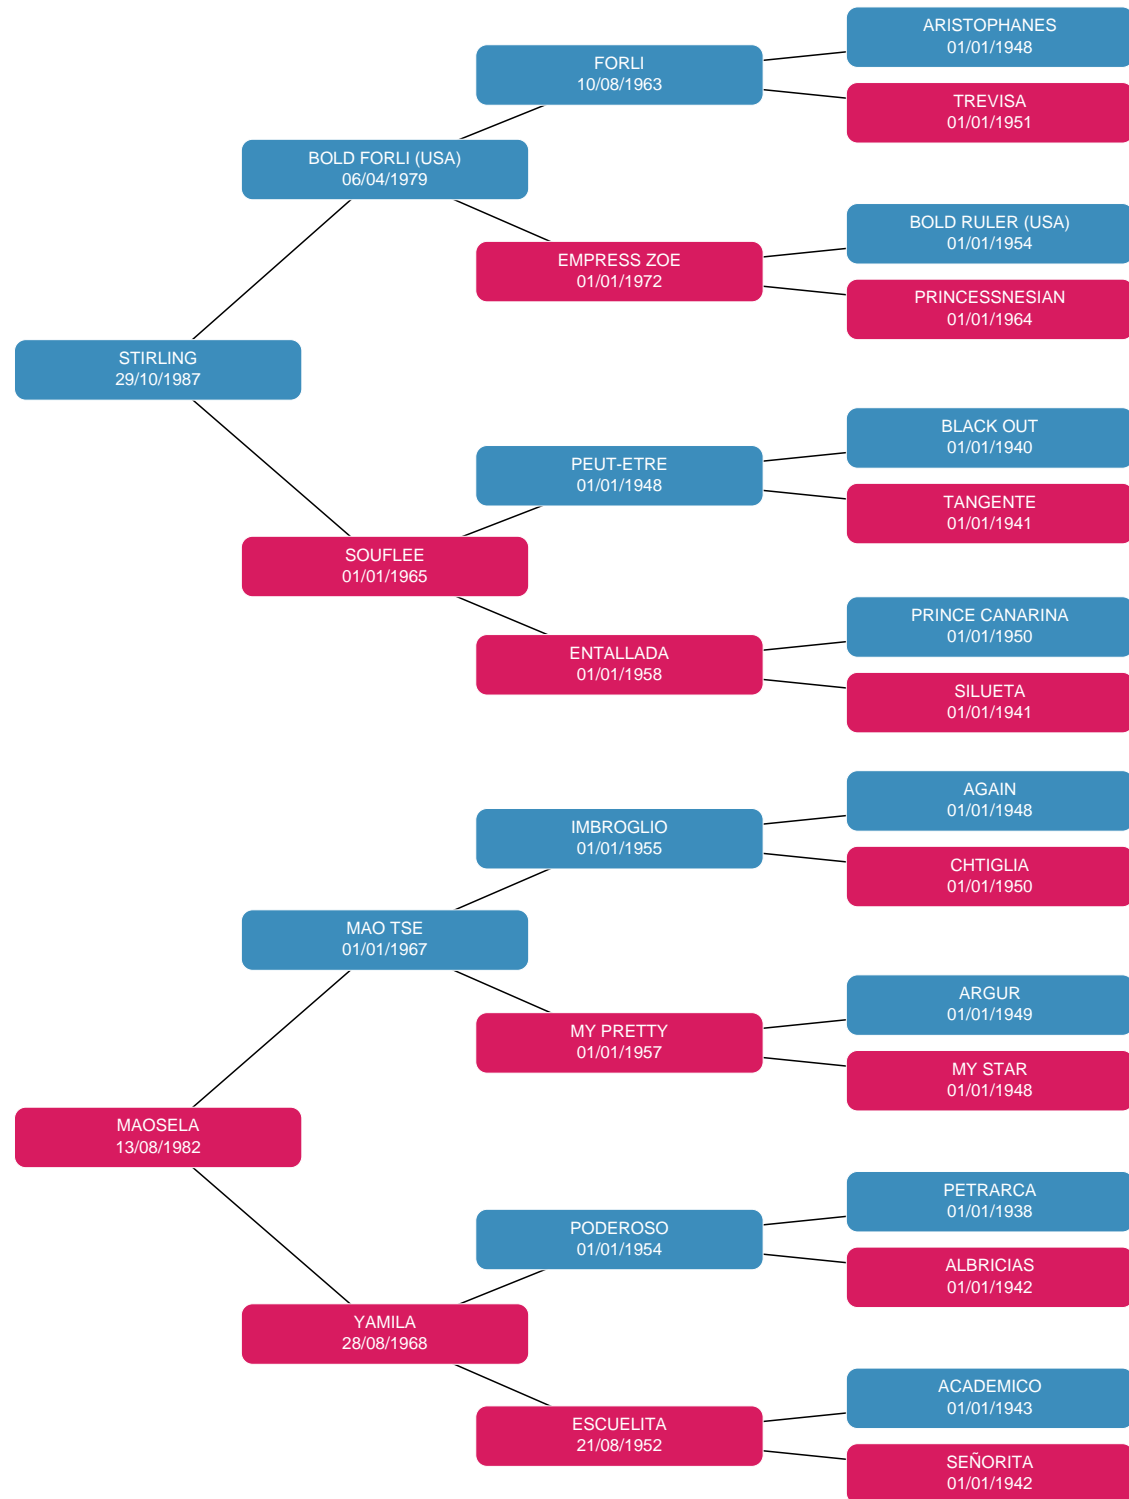 ARISTOPHANES
01/01/1948
FORLI
10/08/1963
TREVISA
01/01/1951
BOLD FORLI (USA)
06/04/1979
BOLD RULER (USA)
01/01/1954
EMPRESS ZOE
01/01/1972
PRINCESSNESIAN
01/01/1964
STIRLING
29/10/1987
BLACK OUT
01/01/1940
PEUT-ETRE
01/01/1948
TANGENTE
01/01/1941
SOUFLEE
01/01/1965
PRINCE CANARINA
01/01/1950
ENTALLADA
01/01/1958
SILUETA
01/01/1941
AGAIN
01/01/1948
IMBROGLIO
01/01/1955
CHTIGLIA
01/01/1950
MAO TSE
01/01/1967
ARGUR
01/01/1949
MY PRETTY
01/01/1957
MY STAR
01/01/1948
MAOSELA
13/08/1982
PETRARCA
01/01/1938
PODEROSO
01/01/1954
ALBRICIAS
01/01/1942
YAMILA
28/08/1968
ACADEMICO
01/01/1943
ESCUELITA
21/08/1952
SEÑORITA
01/01/1942